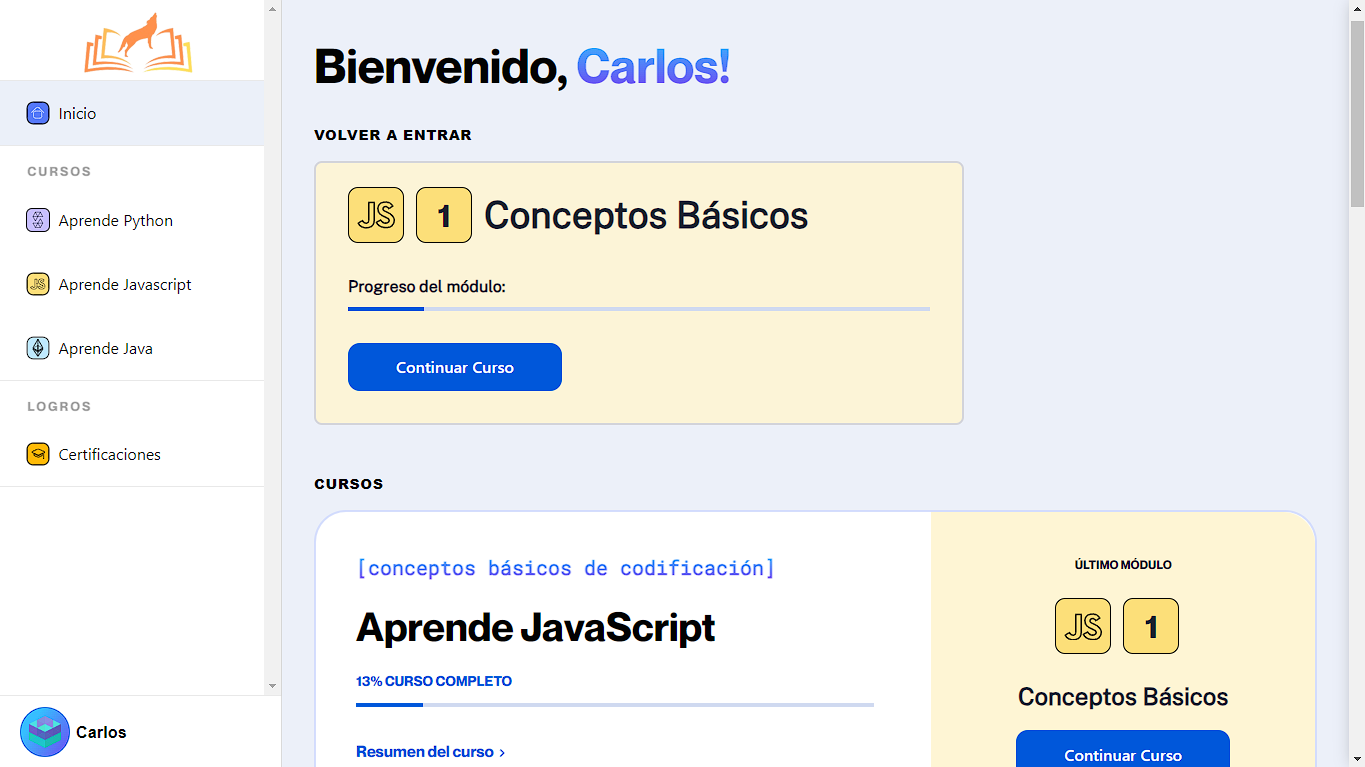 Inicio
CURSOS
Aprende Python
JS
Aprende Javascript
Aprende Java
LOGROS
Certificaciones
Carlos
Bienvenido, Carlos!
VOLVER A ENTRAR
JS 1 Conceptos Básicos
Progreso del módulo:
Continuar Curso
CURSOS
[conceptos básicos de codificación]
Aprende JavaScript
13% CURSO COMPLETO
Resumen del curso ›
ÚLTIMO MÓDULO
JS 1
Conceptos Básicos
Continuar Curso